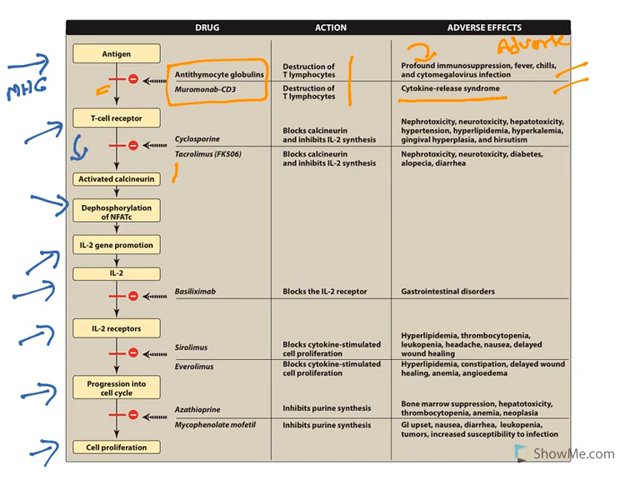 DRUG ACTION ADVERSE EFFECTS
Adverse
Antigen
MHC
Antithymocyte globulins
Destruction of
T lymphocytes
Profound immunosuppression, fever, chills,
and cytomegalovirus infection
Muromonab-CD3
Destruction of
T lymphocytes
Cytokine-release syndrome
T-cell receptor
Cyclosporine
Blocks calcineurin
and inhibits IL-2 synthesis
Nephrotoxicity, neurotoxicity, hepatotoxicity,
hypertension, hyperlipidemia, hyperkalemia,
gingival hyperplasia, and hirsutism
Tacrolimus (FK506)
Blocks calcineurin
and inhibits IL-2 synthesis
Nephrotoxicity, neurotoxicity, diabetes,
alopecia, diarrhea
Activated calcineurin
Dephosphorylation
of NFATc
IL-2 gene promotion
IL-2
Basiliximab
Blocks the IL-2 receptor
Gastrointestinal disorders
IL-2 receptors
Sirolimus
Blocks cytokine-stimulated
cell proliferation
Hyperlipidemia, thrombocytopenia,
leukopenia, headache, nausea, delayed
wound healing
Everolimus
Blocks cytokine-stimulated
cell proliferation
Hyperlipidemia, constipation, delayed wound
healing, anemia, angioedema
Progression into
cell cycle
Azathioprine
Inhibits purine synthesis
Bone marrow suppression, hepatotoxicity,
thrombocytopenia, anemia, neoplasia
Mycophenolate mofetil
Inhibits purine synthesis
GI upset, nausea, diarrhea, leukopenia,
tumors, increased susceptibility to infection
Cell proliferation
ShowMe.com